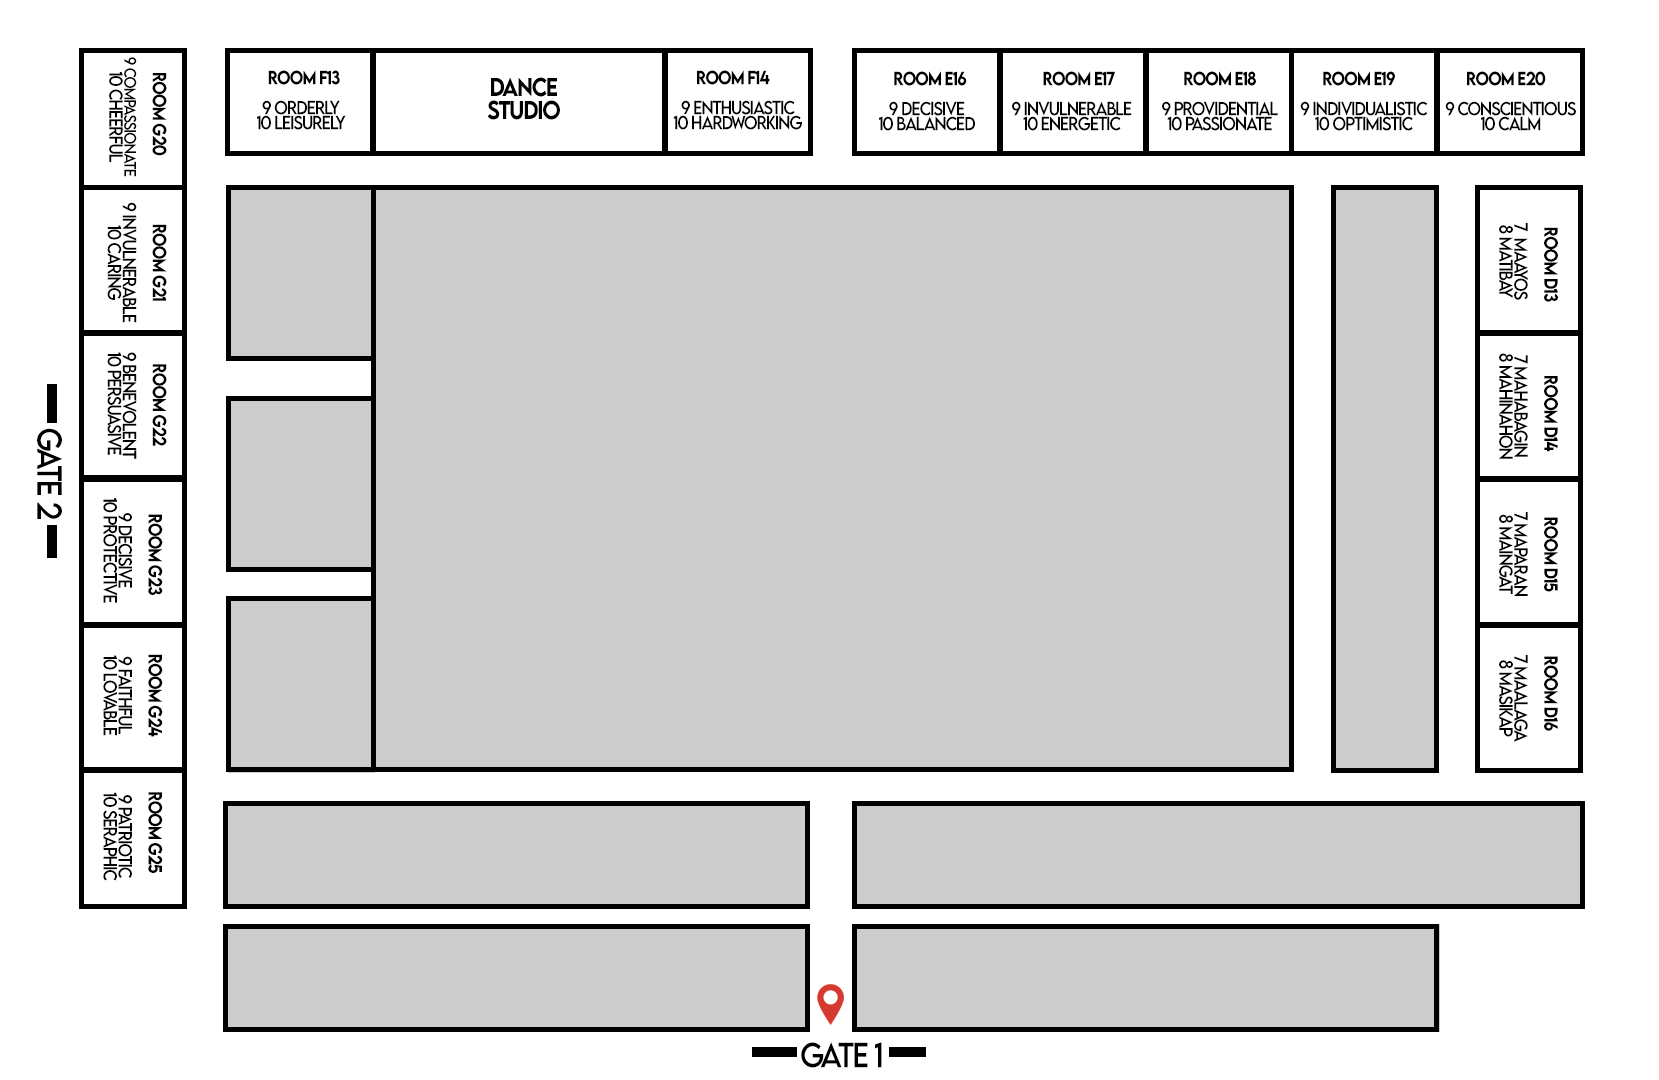 ROOM G20
9 COMPASSIONATE
10 CHEERFUL
ROOM G21
9 INVULNERABLE
10 CARING
ROOM G22
9 BENEVOLENT
10 PERSUASIVE
ROOM G23
9 DECISIVE
10 PROTECTIVE
ROOM G24
9 FAITHFUL
10 LOVABLE
ROOM G25
9 PATRIOTIC
10 SERAPHIC
GATE 2
ROOM F13
9 ORDERLY
10 LEISURELY
DANCE
STUDIO
ROOM F14
9 ENTHUSIASTIC
10 HARDWORKING
ROOM E16
9 DECISIVE
10 BALANCED
ROOM E17
9 INVULNERABLE
10 ENERGETIC
ROOM E18
9 PROVIDENTIAL
10 PASSIONATE
ROOM E19
9 INDIVIDUALISTIC
10 OPTIMISTIC
ROOM E20
9 CONSCIENTIOUS
10 CALM
ROOM D13
7 MAAYOS
8 MATIBAY
ROOM D14
7 MAHABAGIN
8 MAHINAHON
ROOM D15
7 MAPARAN
8 MAINGAT
ROOM D16
7 MAALAGA
8 MASIKAP
GATE 1